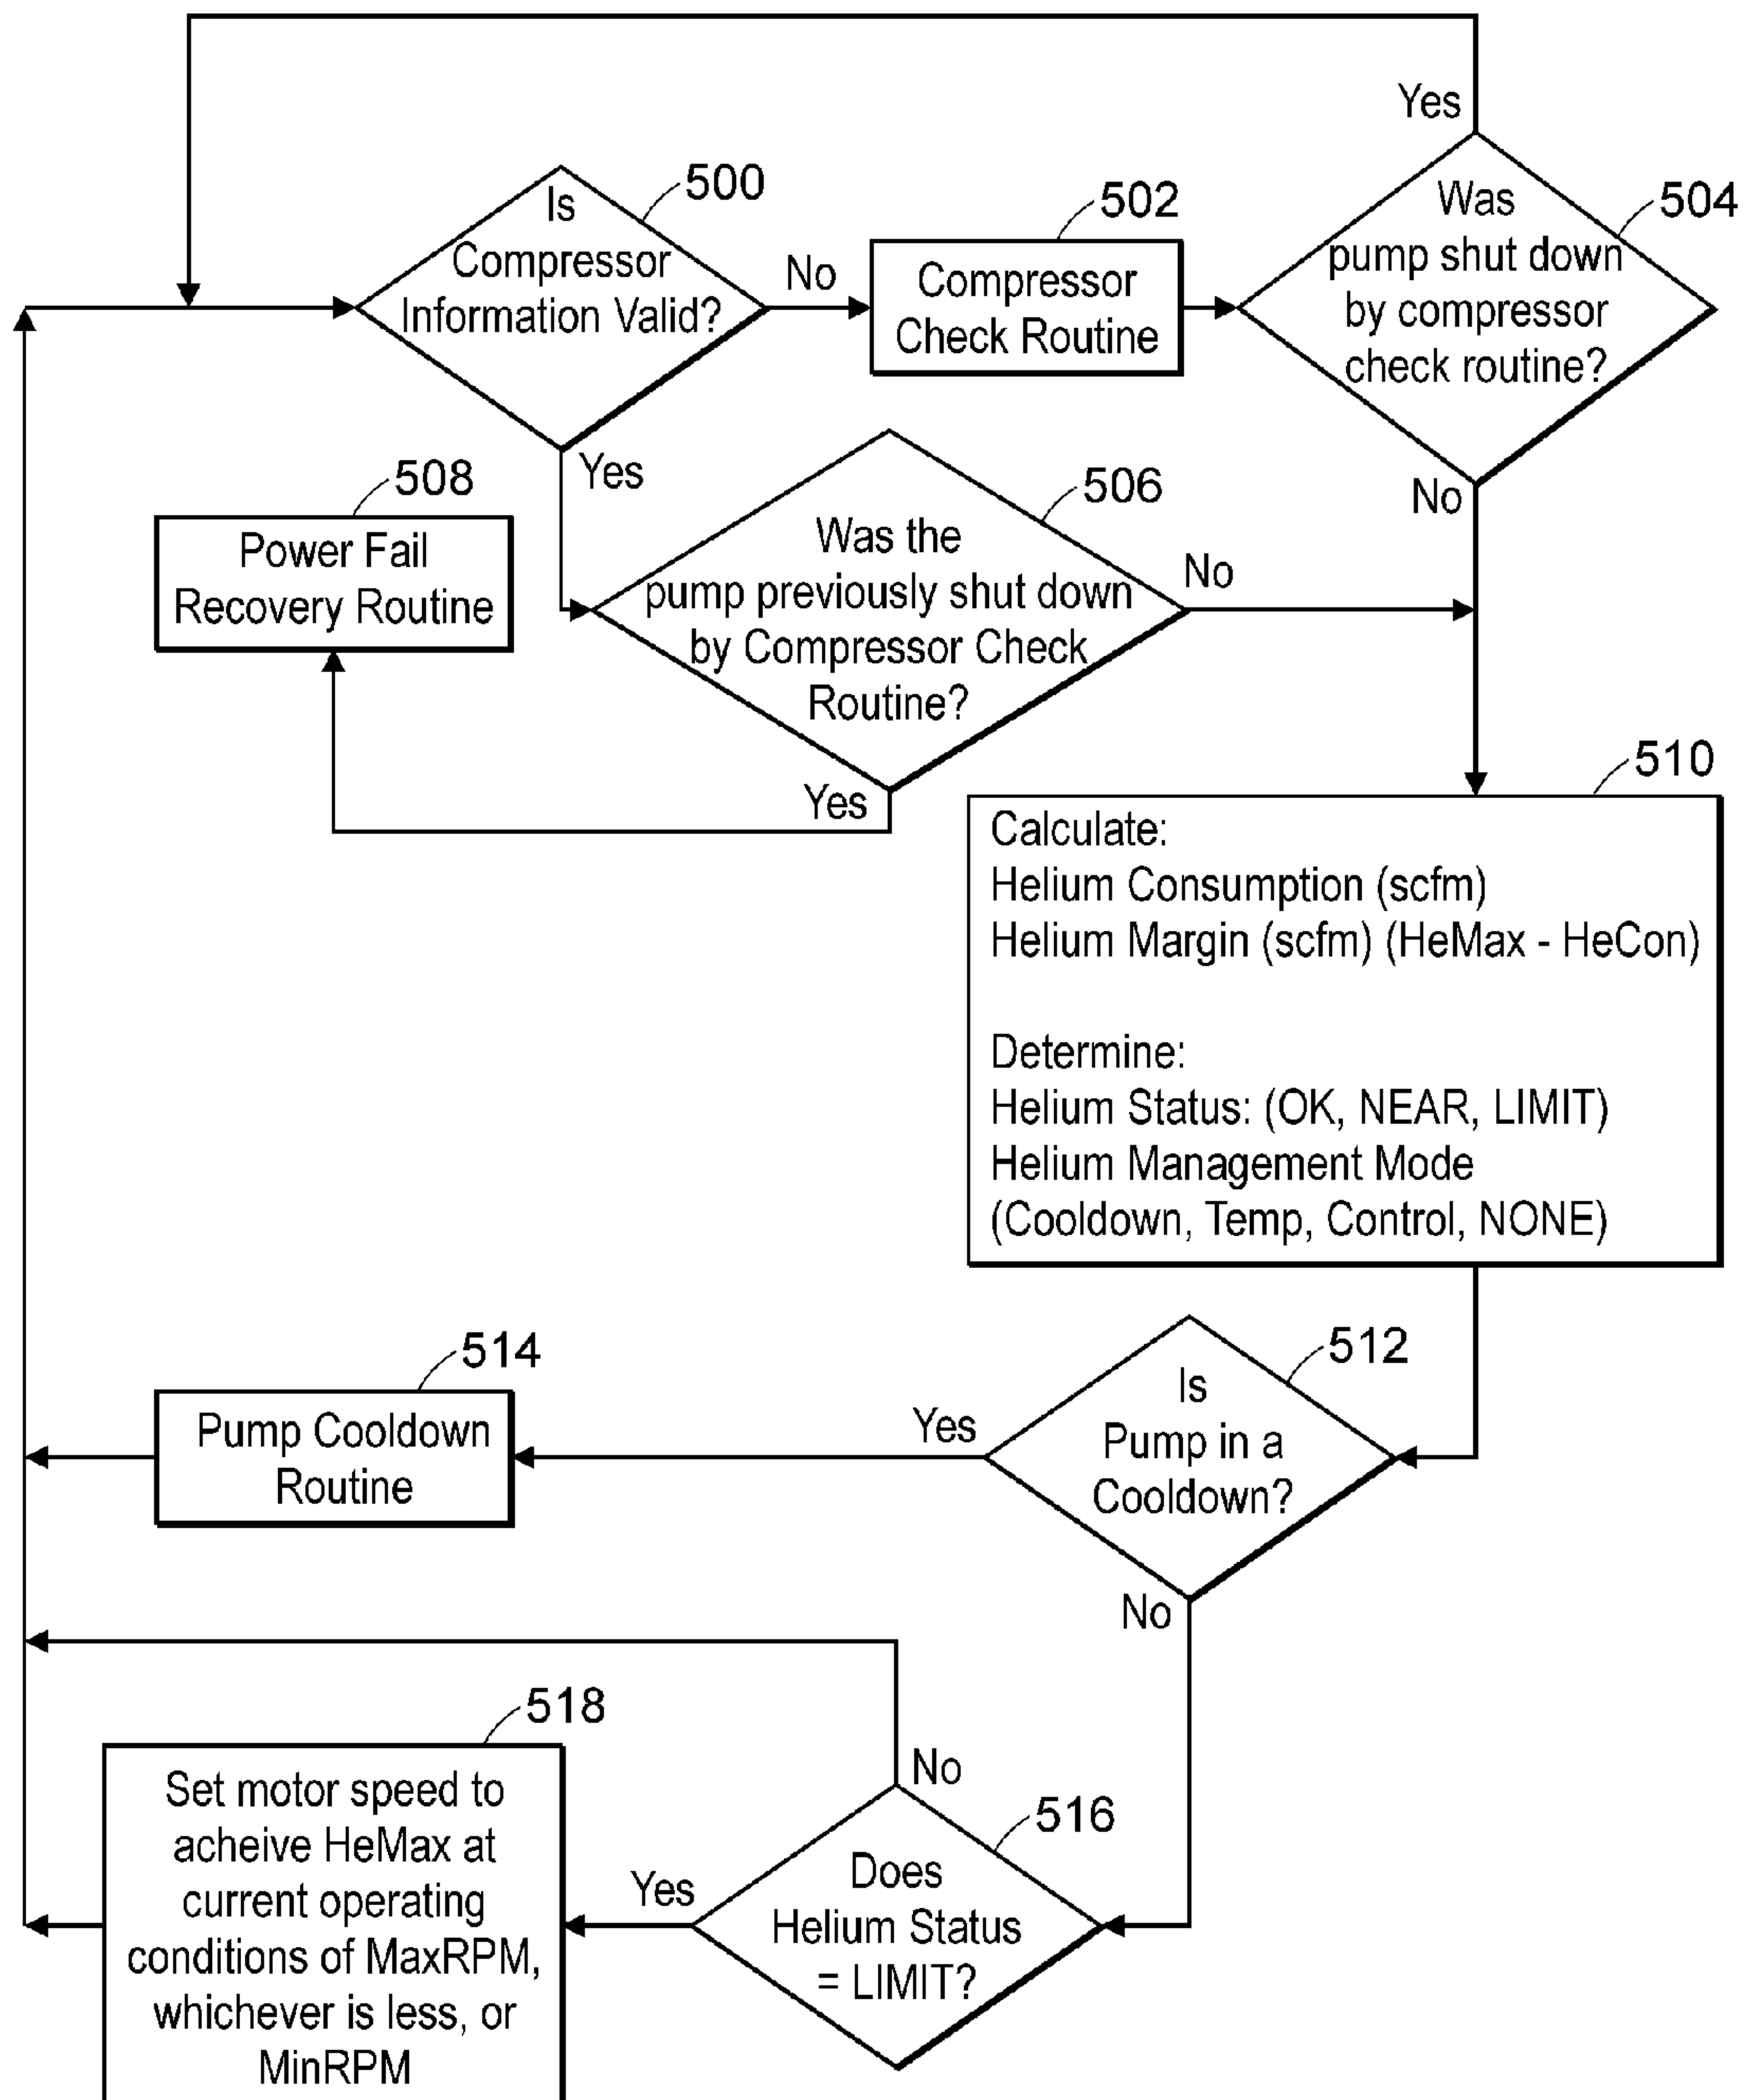 Yes
500
Is
Compressor
Information Valid?
No
502
Compressor
Check Routine
504
Was
pump shut down
by compressor
check routine?
No
Yes
508
Power Fail
Recovery Routine
506
Was the
pump previously shut down
by Compressor Check
Routine?
No
Yes
510
Calculate:
Helium Consumption (scfm)
Helium Margin (scfm) (HeMax - HeCon)
Determine:
Helium Status: (OK, NEAR, LIMIT)
Helium Management Mode
(Cooldown, Temp, Control, NONE)
512
Is
Pump in a
Cooldown?
Yes
514
Pump Cooldown
Routine
No
516
Does
Helium Status
= LIMIT?
No
Yes
518
Set motor speed to
acheive HeMax at
current operating
conditions of MaxRPM,
whichever is less, or
MinRPM